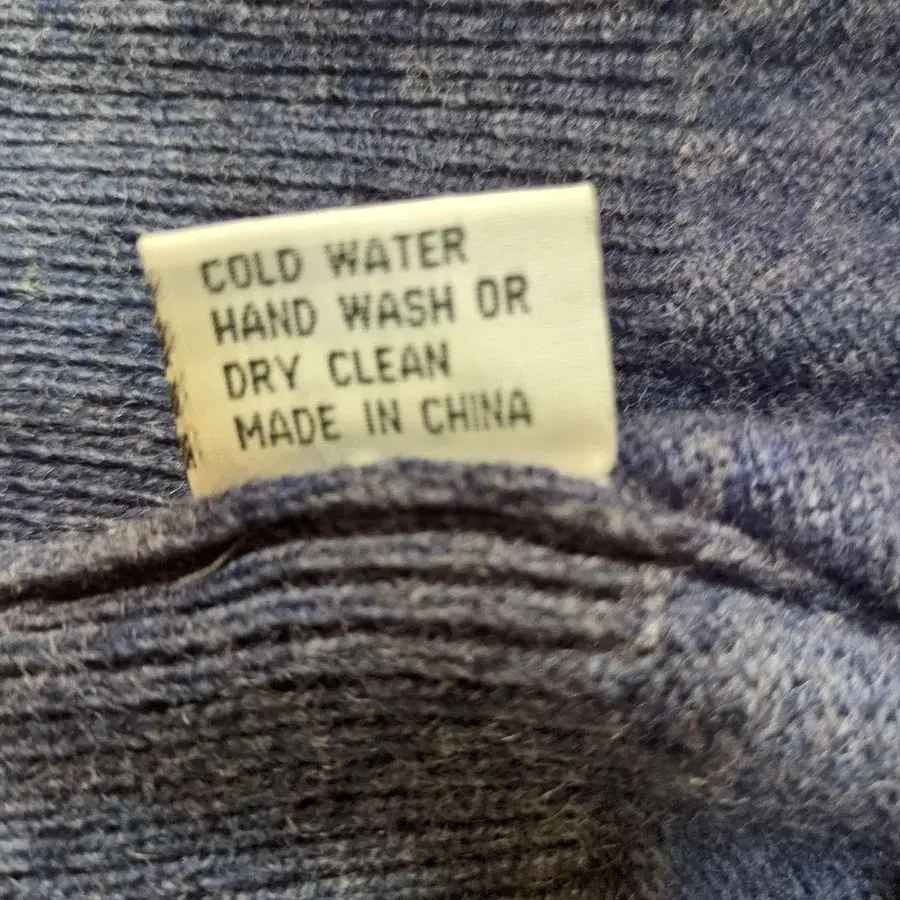 COLD WATER
HAND WASH OR
DRY CLEAN
MADE IN CHINA